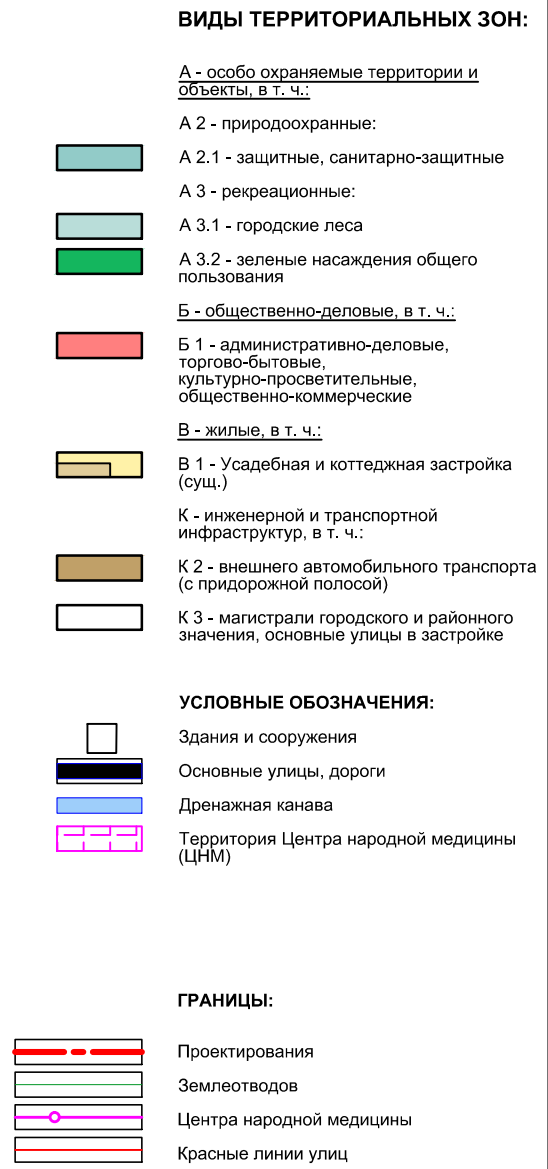 ВИДЫ ТЕРРИТОРИАЛЬНЫХ ЗОН:
А - особо охраняемые территории и
объекты, в т. ч.:
А 2 - природоохранные:
А 2.1 - защитные, санитарно-защитные
А 3 - рекреационные:
А 3.1 - городские леса
А 3.2 - зеленые насаждения общего
пользования
Б - общественно-деловые, в т. ч.:
Б 1 - административно-деловые,
торгово-бытовые,
культурно-просветительные,
общественно-коммерческие
В - жилые, в т. ч.:
В 1 - Усадебная и коттеджная застройка
(сущ.)
К - инженерной и транспортной
инфраструктур, в т. ч.:
К 2 - внешнего автомобильного транспорта
(с придорожной полосой)
К 3 - магистрали городского и районного
значения, основные улицы в застройке
УСЛОВНЫЕ ОБОЗНАЧЕНИЯ:
Здания и сооружения
Основные улицы, дороги
Дренажная канава
Территория Центра народной медицины
(ЦНМ)
ГРАНИЦЫ:
Проектирования
Землеотводов
Центра народной медицины
Красные линии улиц